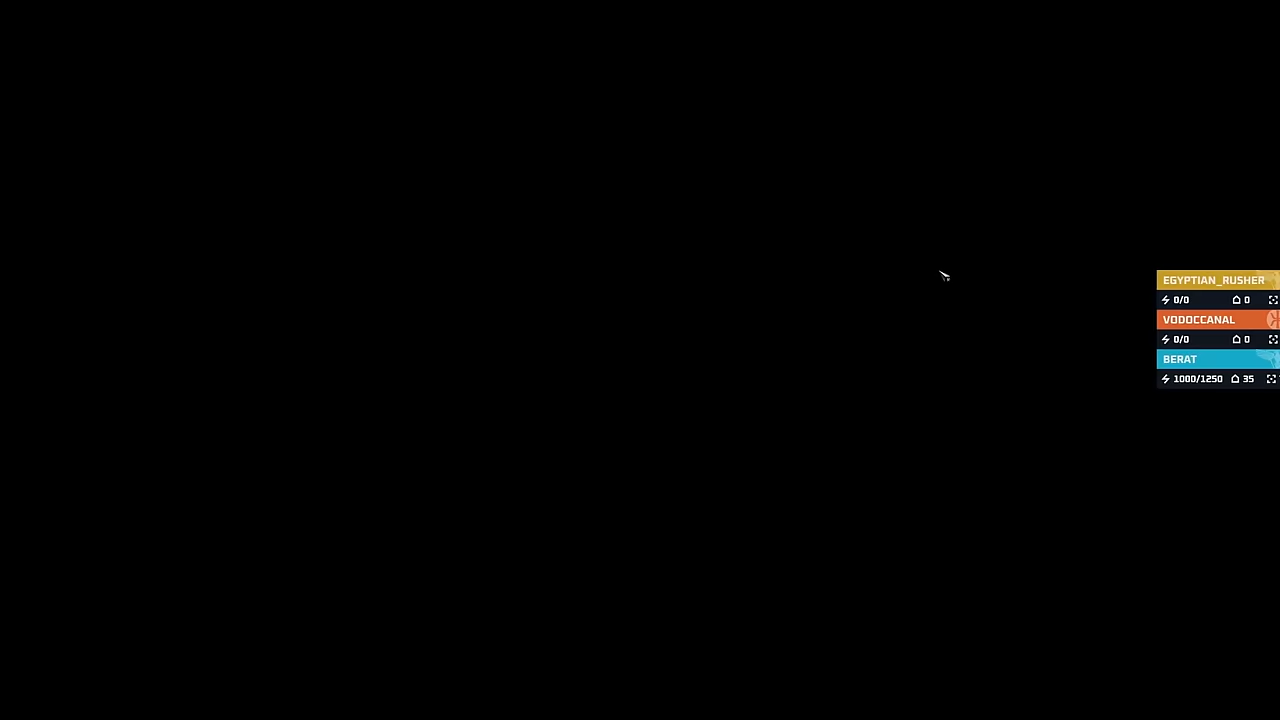 EGYPTIAN_RUSHER
0/0 0
VODOCCANAL
0/0 0
BERAT
1000/1250 35